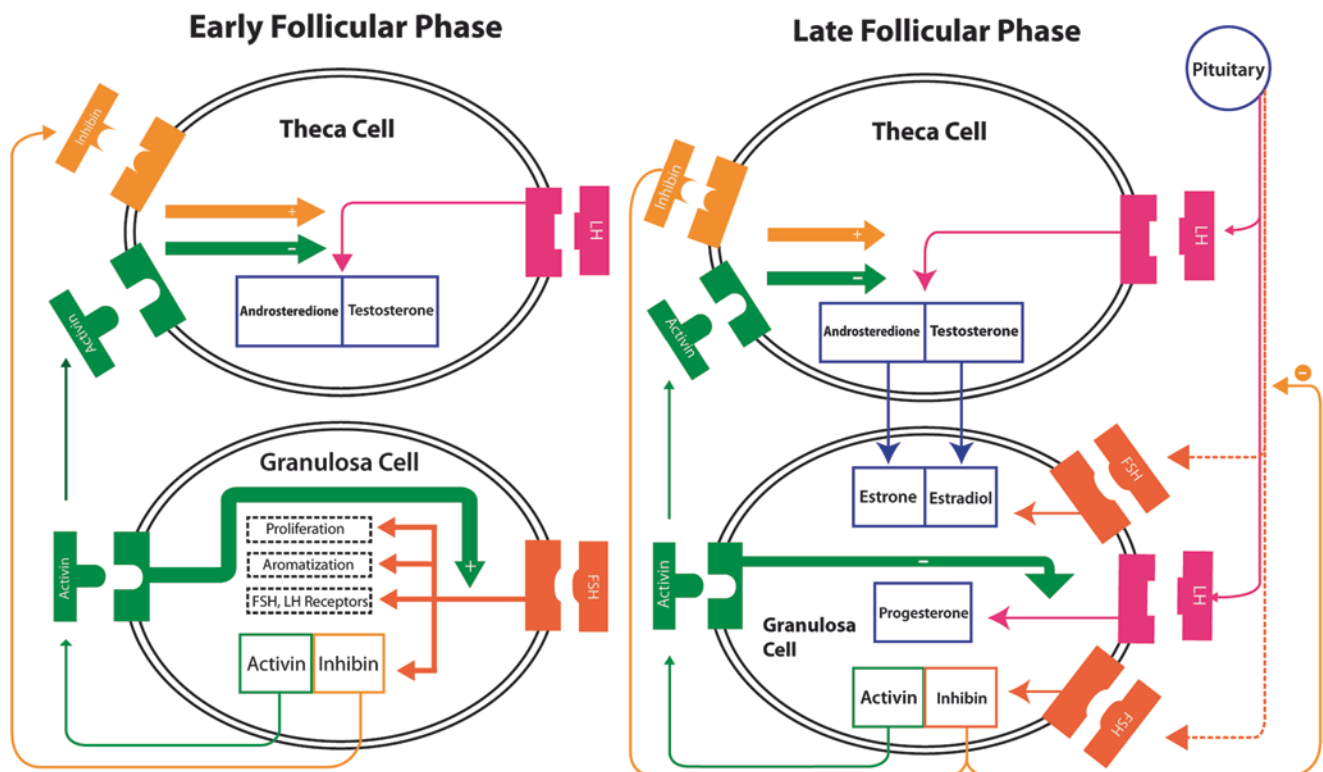 Early Follicular Phase
Theca Cell
Inhibin
+
−
LH
Activin
Androsteredione
Testosterone
Granulosa Cell
Proliferation
Aromatization
FSH, LH Receptors
+
Activin
FSH
Activin
Inhibin
Late Follicular Phase
Pituitary
Theca Cell
Inhibin
+
−
LH
Activin
Androsteredione
Testosterone
−
FSH
Estrone
Estradiol
Activin
−
LH
Progesterone
Granulosa
Cell
Activin
Inhibin
FSH